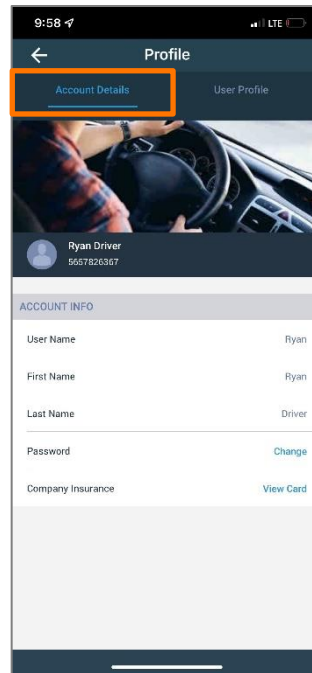 9:58 LTE
Profile
Account Details User Profile
Ryan Driver
5657826367
ACCOUNT INFO
User Name Ryan
First Name Ryan
Last Name Driver
Password Change
Company Insurance View Card